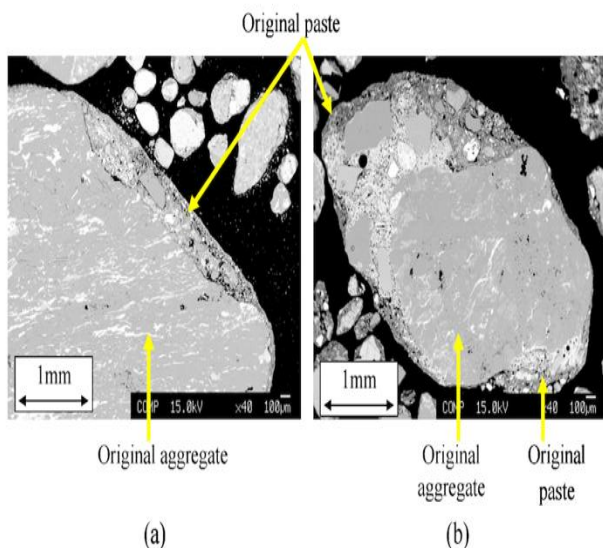 Original paste
1mm
COMP 15.0kV ×40 100µm
1mm
COMP 15.0kV 40 100µm
Original aggregate
Original
aggregate
Original
paste
(a)
(b)